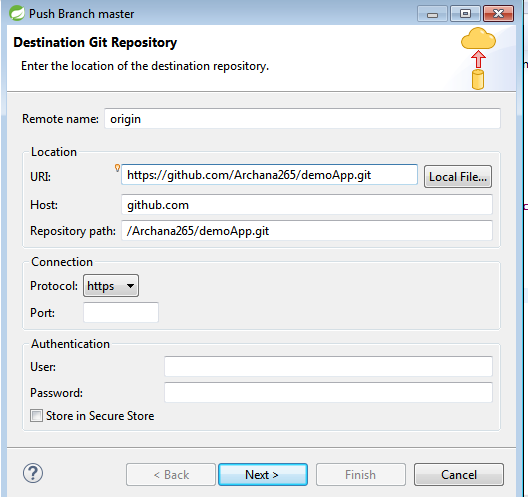 Push Branch master
Destination Git Repository
Enter the location of the destination repository.
Remote name: origin
Location
URI: https://github.com/Archana265/demoApp.git Local File...
Host: github.com
Repository path: /Archana265/demoApp.git
Connection
Protocol: https
Port:
Authentication
User:
Password:
Store in Secure Store
? < Back Next > Finish Cancel